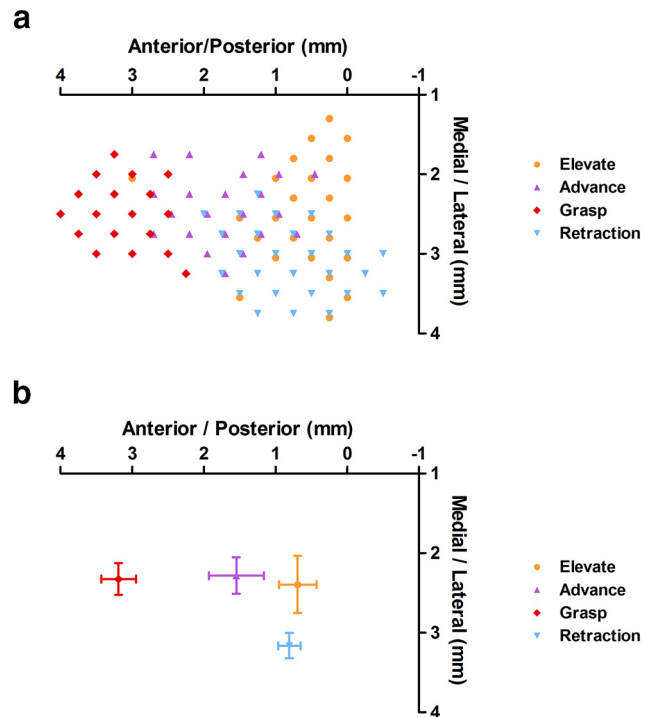 a
Anterior/Posterior (mm)
4 3 2 1 0 -1
1
2
3
4
Medial / Lateral (mm)
Elevate
Advance
Grasp
Retraction
b
Anterior / Posterior (mm)
4 3 2 1 0 -1
1
2
3
4
Medial / Lateral (mm)
Elevate
Advance
Grasp
Retraction